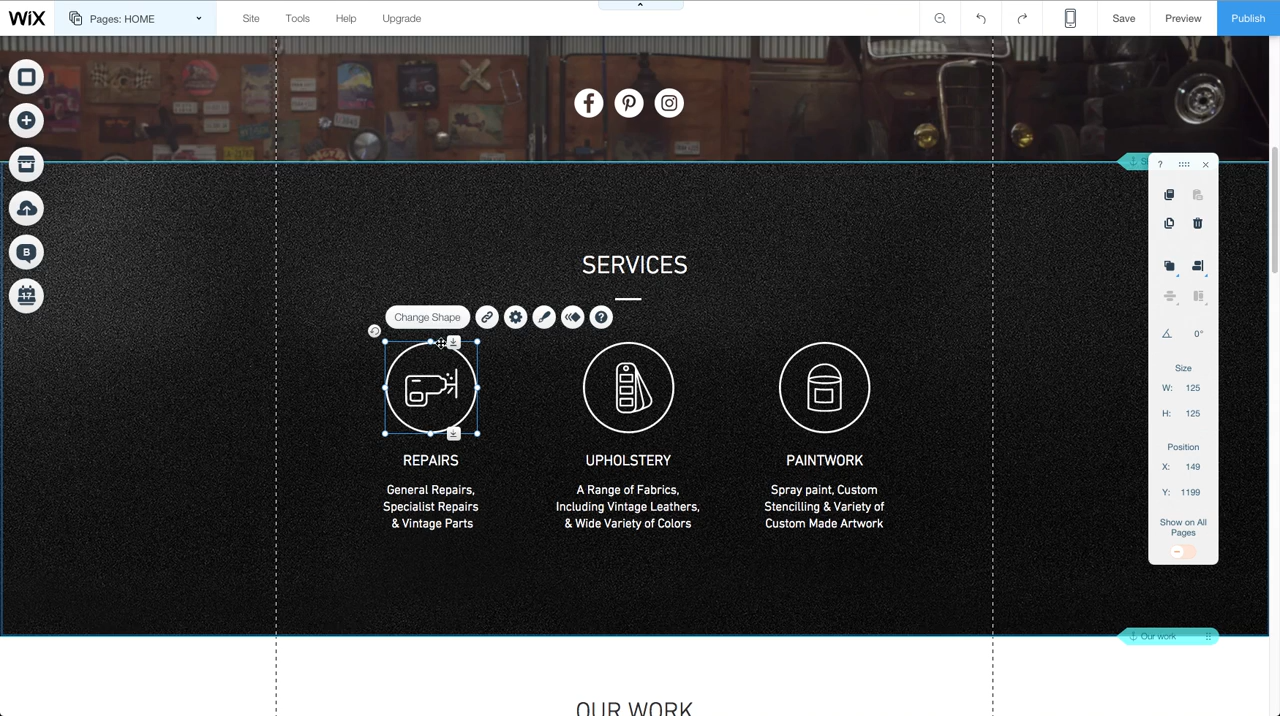 WiX
Pages: HOME
Site
Tools
Help
Upgrade
Save
Preview
Publish
SERVICES
Change Shape
REPAIRS
General Repairs,
Specialist Repairs
& Vintage Parts
UPHOLSTERY
A Range of Fabrics,
Including Vintage Leathers,
& Wide Variety of Colors
PAINTWORK
Spray paint, Custom
Stencilling & Variety of
Custom Made Artwork
?
0°
Size
W: 125
H: 125
Position
X: 149
Y: 1199
Show on All
Pages
Our work
OUR WORK
B
17